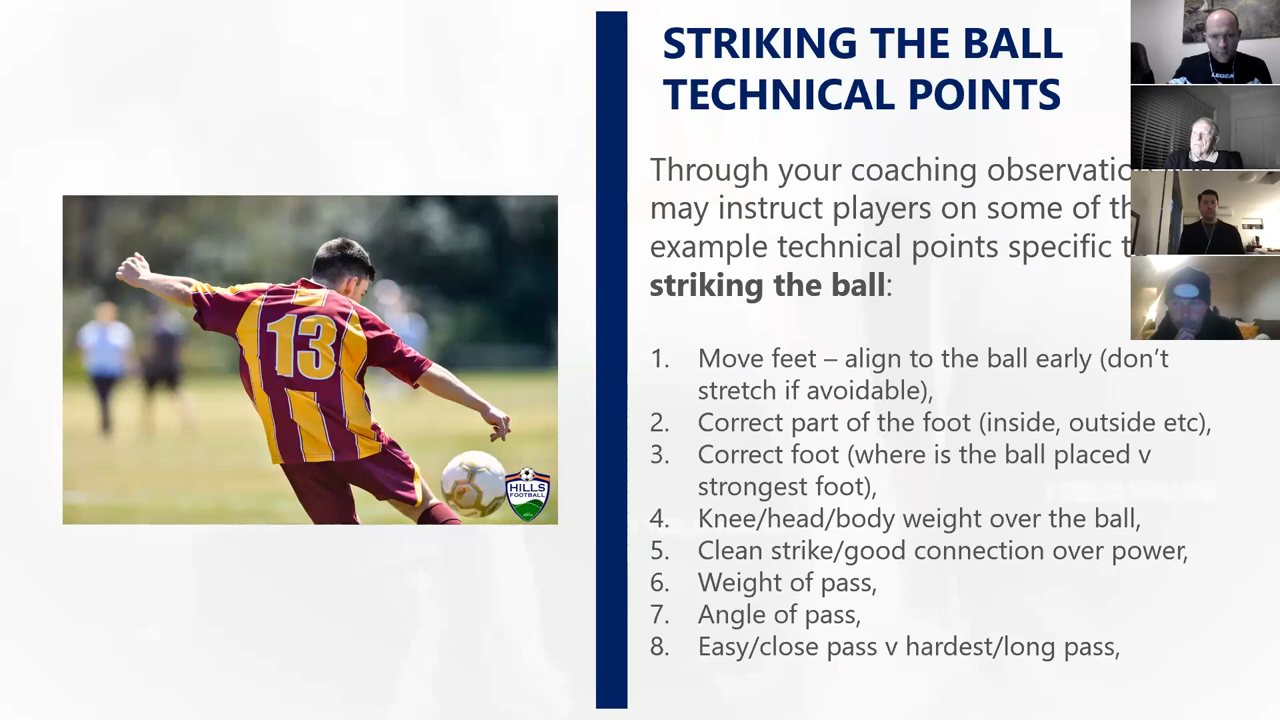 STRIKING THE BALL
TECHNICAL POINTS
Through your coaching
may instruct players on some of
example technical points specific
striking the ball:
1. Move feet – align to the ball early (don't
stretch if avoidable),
2. Correct part of the foot (inside, outside etc),
3. Correct foot (where is the ball placed v
strongest foot),
4. Knee/head/body weight over the ball,
5. Clean strike/good connection over power,
6. Weight of pass,
7. Angle of pass,
8. Easy/close pass v hardest/long pass,
13
HILLS
FOOTBALL